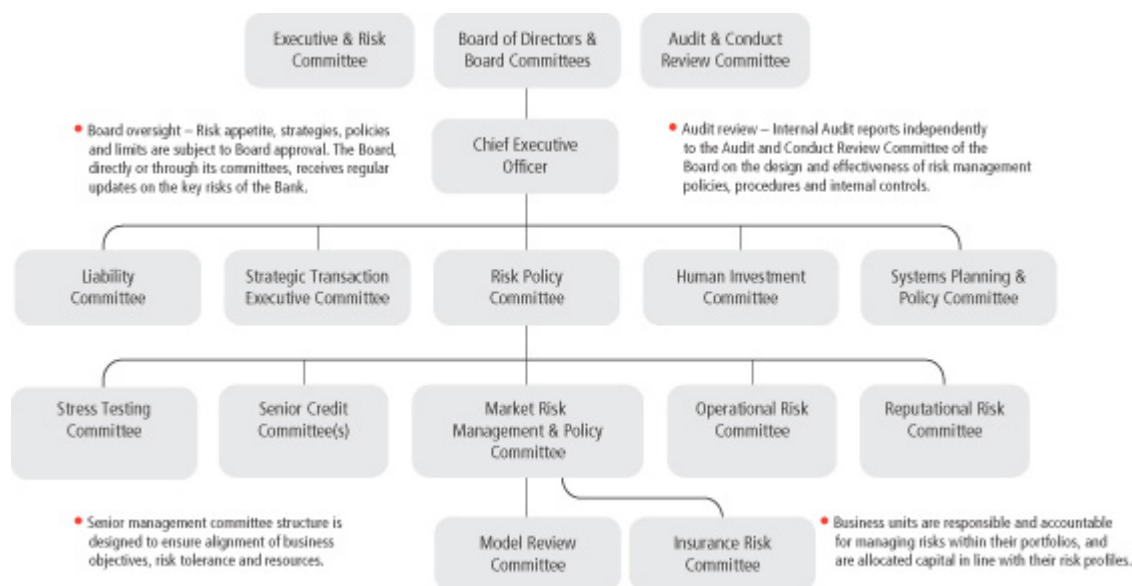 Executive & Risk
Committee
Board of Directors &
Board Committees
Audit & Conduct
Review Committee
• Board oversight – Risk appetite, strategies, policies
and limits are subject to Board approval. The Board,
directly or through its committees, receives regular
updates on the key risks of the Bank.
Chief Executive
Officer
• Audit review – Internal Audit reports independently
to the Audit and Conduct Review Committee of the
Board on the design and effectiveness of risk management
policies, procedures and internal controls.
Liability
Committee
Strategic Transaction
Executive Committee
Risk Policy
Committee
Human Investment
Committee
Systems Planning &
Policy Committee
Stress Testing
Committee
Senior Credit
Committee(s)
Market Risk
Management & Policy
Committee
Operational Risk
Committee
Reputational Risk
Committee
• Senior management committee structure is
designed to ensure alignment of business
objectives, risk tolerance and resources.
Model Review
Committee
Insurance Risk
Committee
• Business units are responsible and accountable
for managing risks within their portfolios, and
are allocated capital in line with their risk profiles.